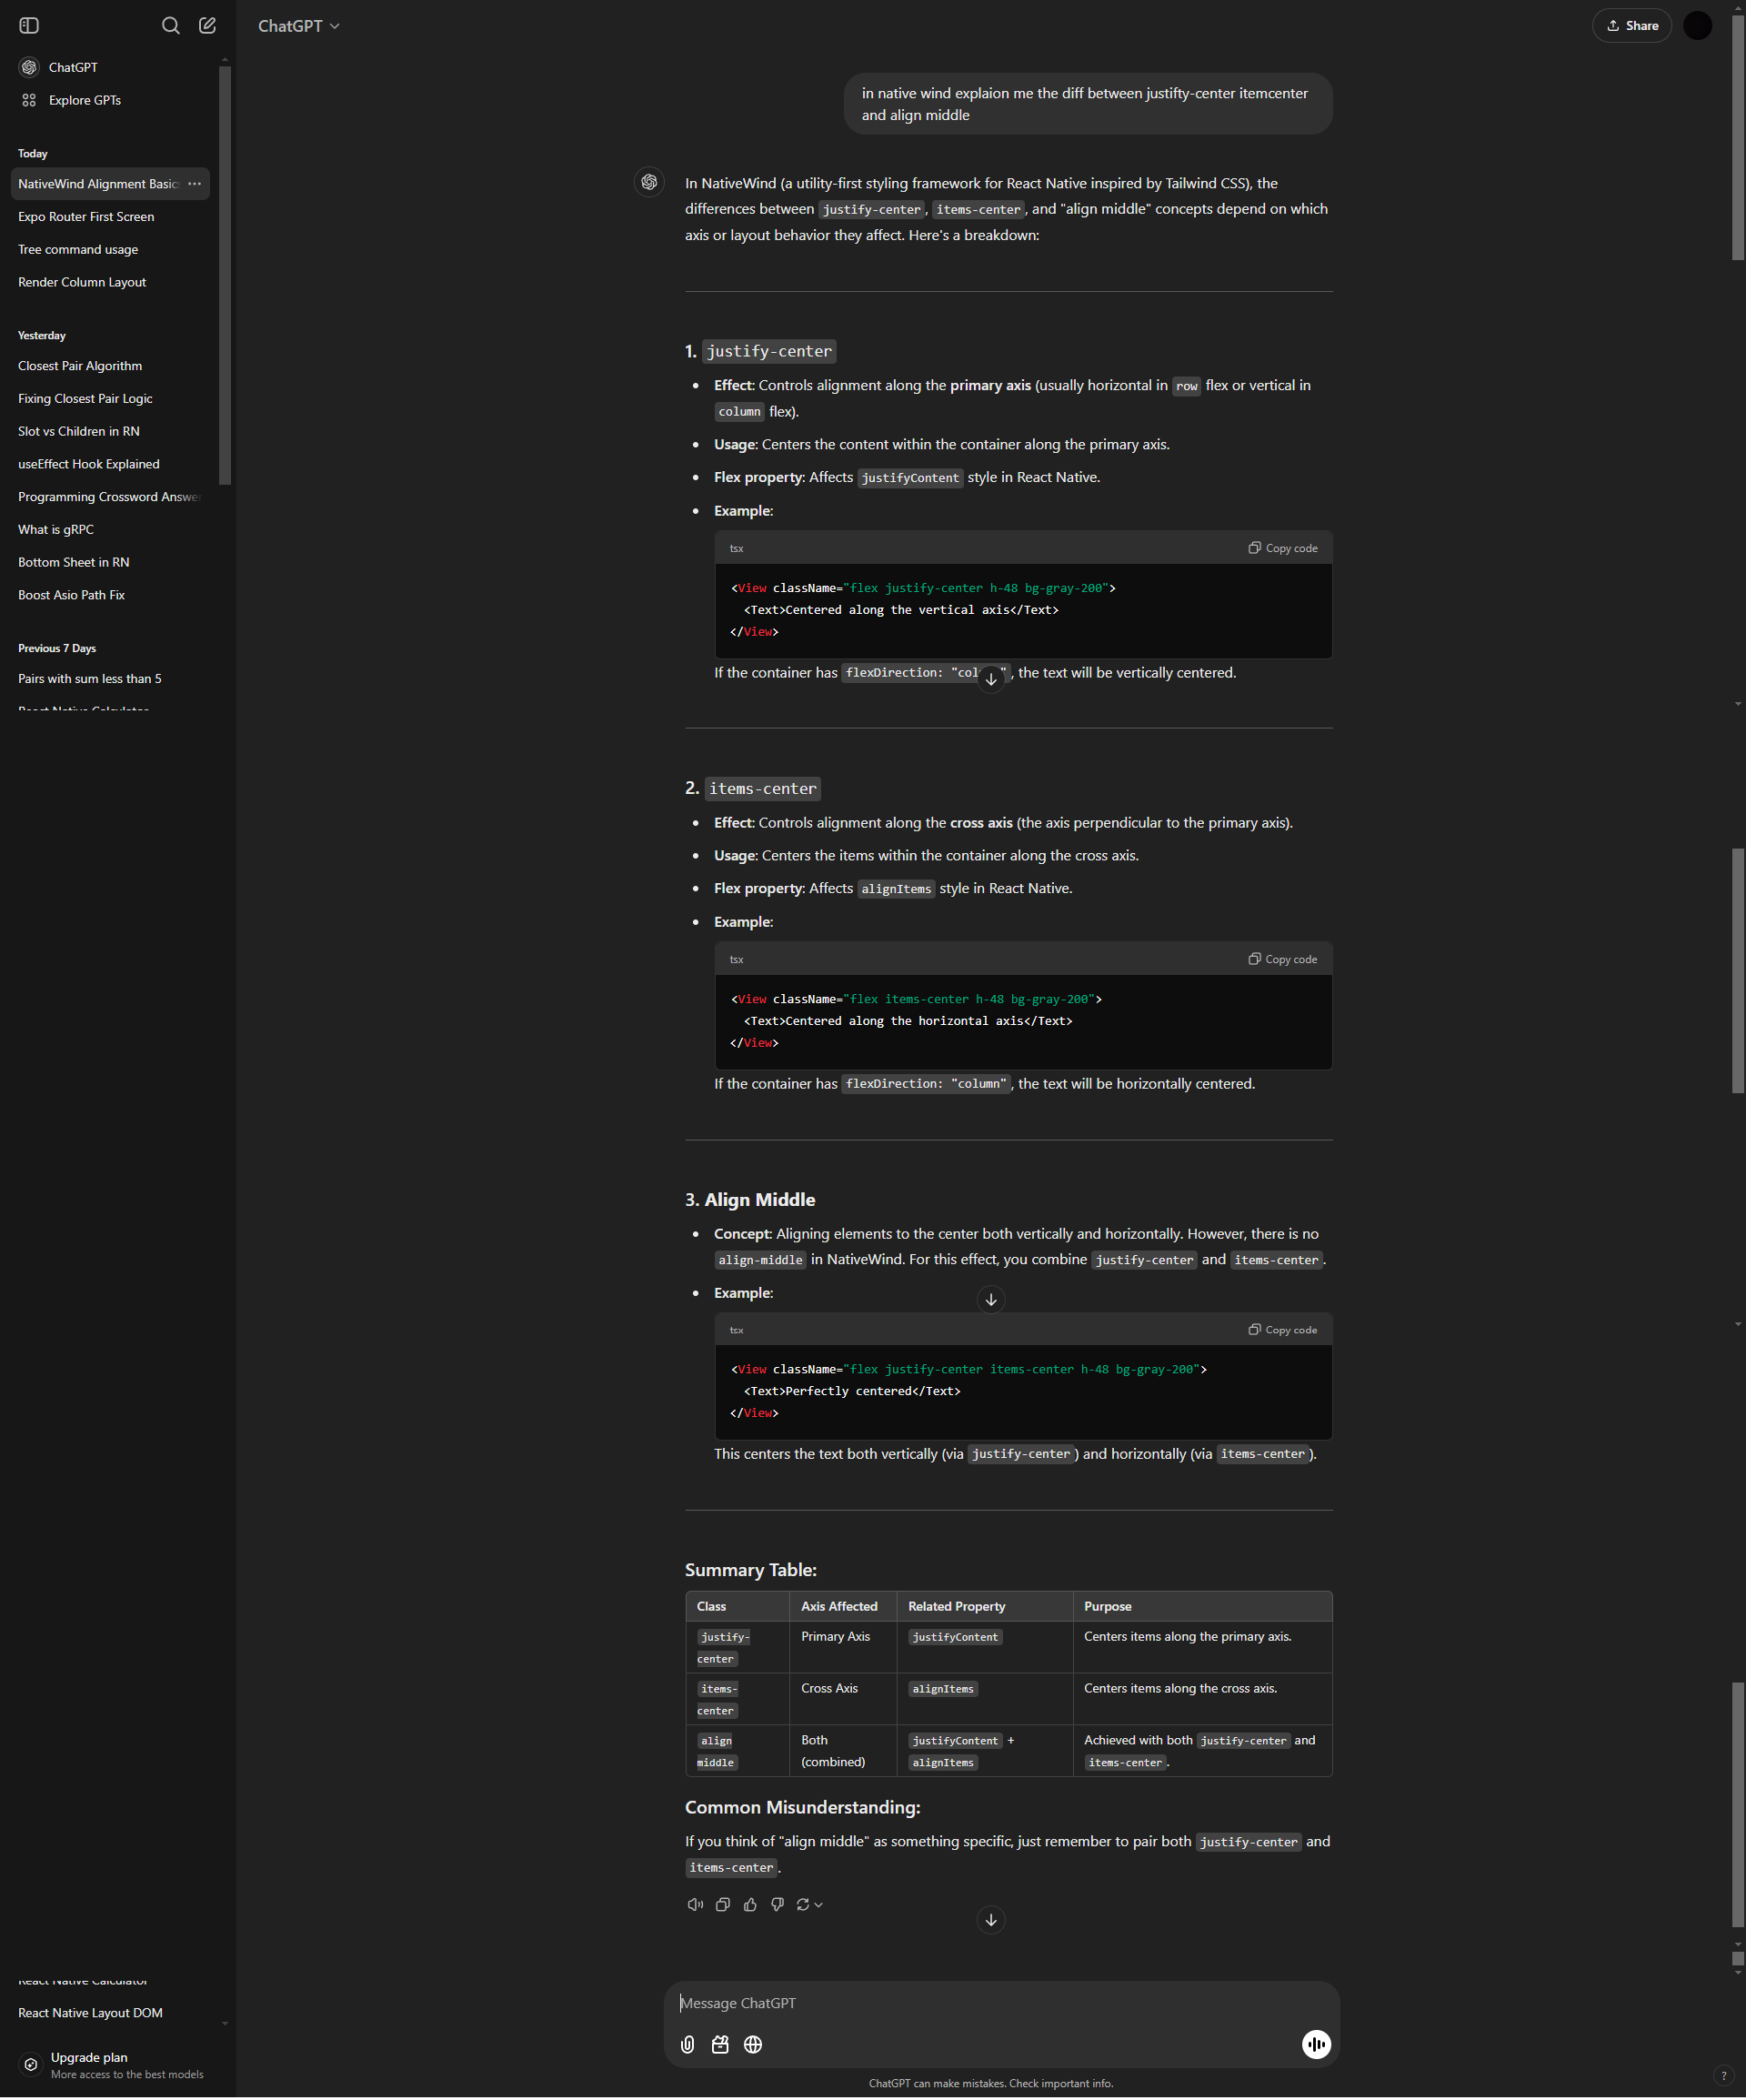 ChatGPT
Explore GPTs
Today
NativeWind Alignment Basic
Expo Router First Screen
Tree command usage
Render Column Layout
Yesterday
Closest Pair Algorithm
Fixing Closest Pair Logic
Slot vs Children in RN
useEffect Hook Explained
Programming Crossword Answer
What is gRPC
Bottom Sheet in RN
Boost Asio Path Fix
Previous 7 Days
Pairs with sum less than 5
React Native Calculator
React Native Calculator
React Native Layout DOM
Upgrade plan
More access to the best models
ChatGPT
Share
in native wind explaion me the diff between justifty-center itemcenter
and align middle
In NativeWind (a utility-first styling framework for React Native inspired by Tailwind CSS), the
differences between justify-center, items-center, and "align middle" concepts depend on which
axis or layout behavior they affect. Here's a breakdown:
1. justify-center
• Effect: Controls alignment along the primary axis (usually horizontal in row flex or vertical in
column flex).
• Usage: Centers the content within the container along the primary axis.
• Flex property: Affects justifyContent style in React Native.
• Example:
tsx
Copy code
<View className="flex justify-center h-48 bg-gray-200">
<Text>Centered along the vertical axis</Text>
</View>
If the container has flexDirection: "col", the text will be vertically centered.
2. items-center
• Effect: Controls alignment along the cross axis (the axis perpendicular to the primary axis).
• Usage: Centers the items within the container along the cross axis.
• Flex property: Affects alignItems style in React Native.
• Example:
tsx
Copy code
<View className="flex items-center h-48 bg-gray-200">
<Text>Centered along the horizontal axis</Text>
</View>
If the container has flexDirection: "column", the text will be horizontally centered.
3. Align Middle
• Concept: Aligning elements to the center both vertically and horizontally. However, there is no
align-middle in NativeWind. For this effect, you combine justify-center and items-center.
• Example:
tsx
Copy code
<View className="flex justify-center items-center h-48 bg-gray-200">
<Text>Perfectly centered</Text>
</View>
This centers the text both vertically (via justify-center) and horizontally (via items-center).
Summary Table:
Class Axis Affected Related Property Purpose
justify-center Primary Axis justifyContent Centers items along the primary axis.
items-center Cross Axis alignItems Centers items along the cross axis.
align middle Both (combined) justifyContent + alignItems Achieved with both justify-center and items-center.
Common Misunderstanding:
If you think of "align middle" as something specific, just remember to pair both justify-center and
items-center.
Message ChatGPT
ChatGPT can make mistakes. Check important info.
?